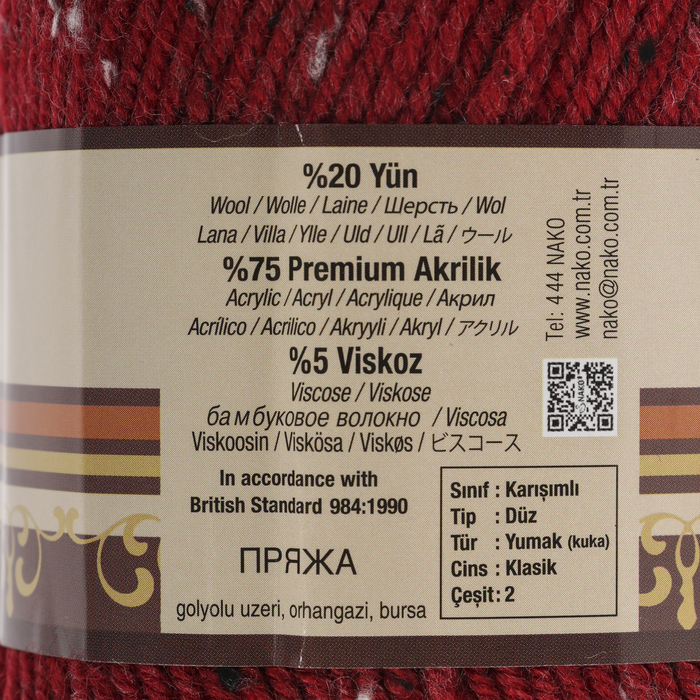 %20 Yün
Wool / Wolle / Laine / Шерсть / Wol
Lana / Villa / Ylle / Uld / Ull / Lã / ウール
%75 Premium Akrilik
Acrylic / Acryl / Acrylique / Акрил
Acrílico / Acrilico / Akryyli / Akryl / アクリル
%5 Viskoz
Viscose / Viskose
бамбуковое волокно / Viscosa
Viskoosin / Viskösa / Viskøs / ビスコース
In accordance with
British Standard 984:1990
ПРЯЖА
golyolu uzeri, orhangazi, bursa
Sınıf : Karışımlı
Tip : Düz
Tür : Yumak (kuka)
Cins : Klasik
Çeşit : 2
Tel: 4 44 NAKO
www.nako.com.tr
nako@nako.com.tr
NAKO